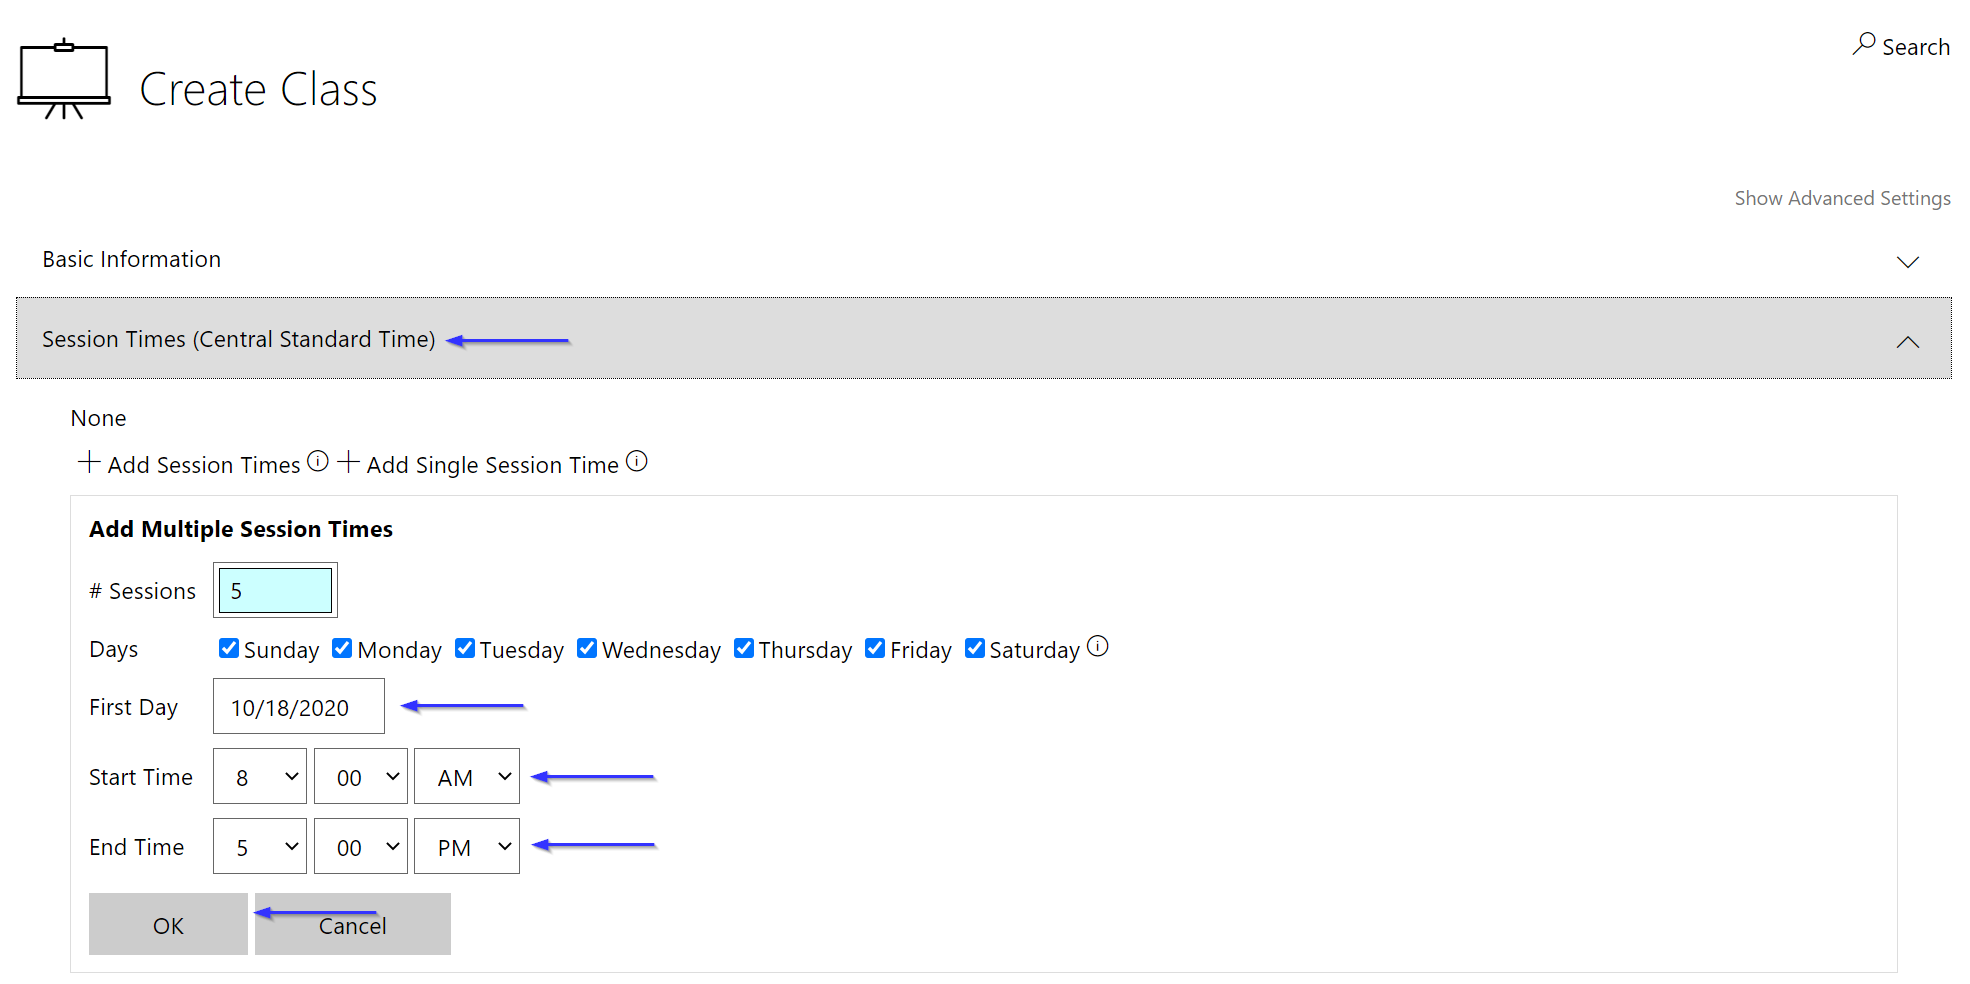 Search
Create Class
Show Advanced Settings
Basic Information
Session Times (Central Standard Time)
None
Add Session Times Add Single Session Time
Add Multiple Session Times
# Sessions 5
Days Sunday Monday Tuesday Wednesday Thursday Friday Saturday
First Day 10/18/2020
Start Time 8 00 AM
End Time 5 00 PM
OK Cancel